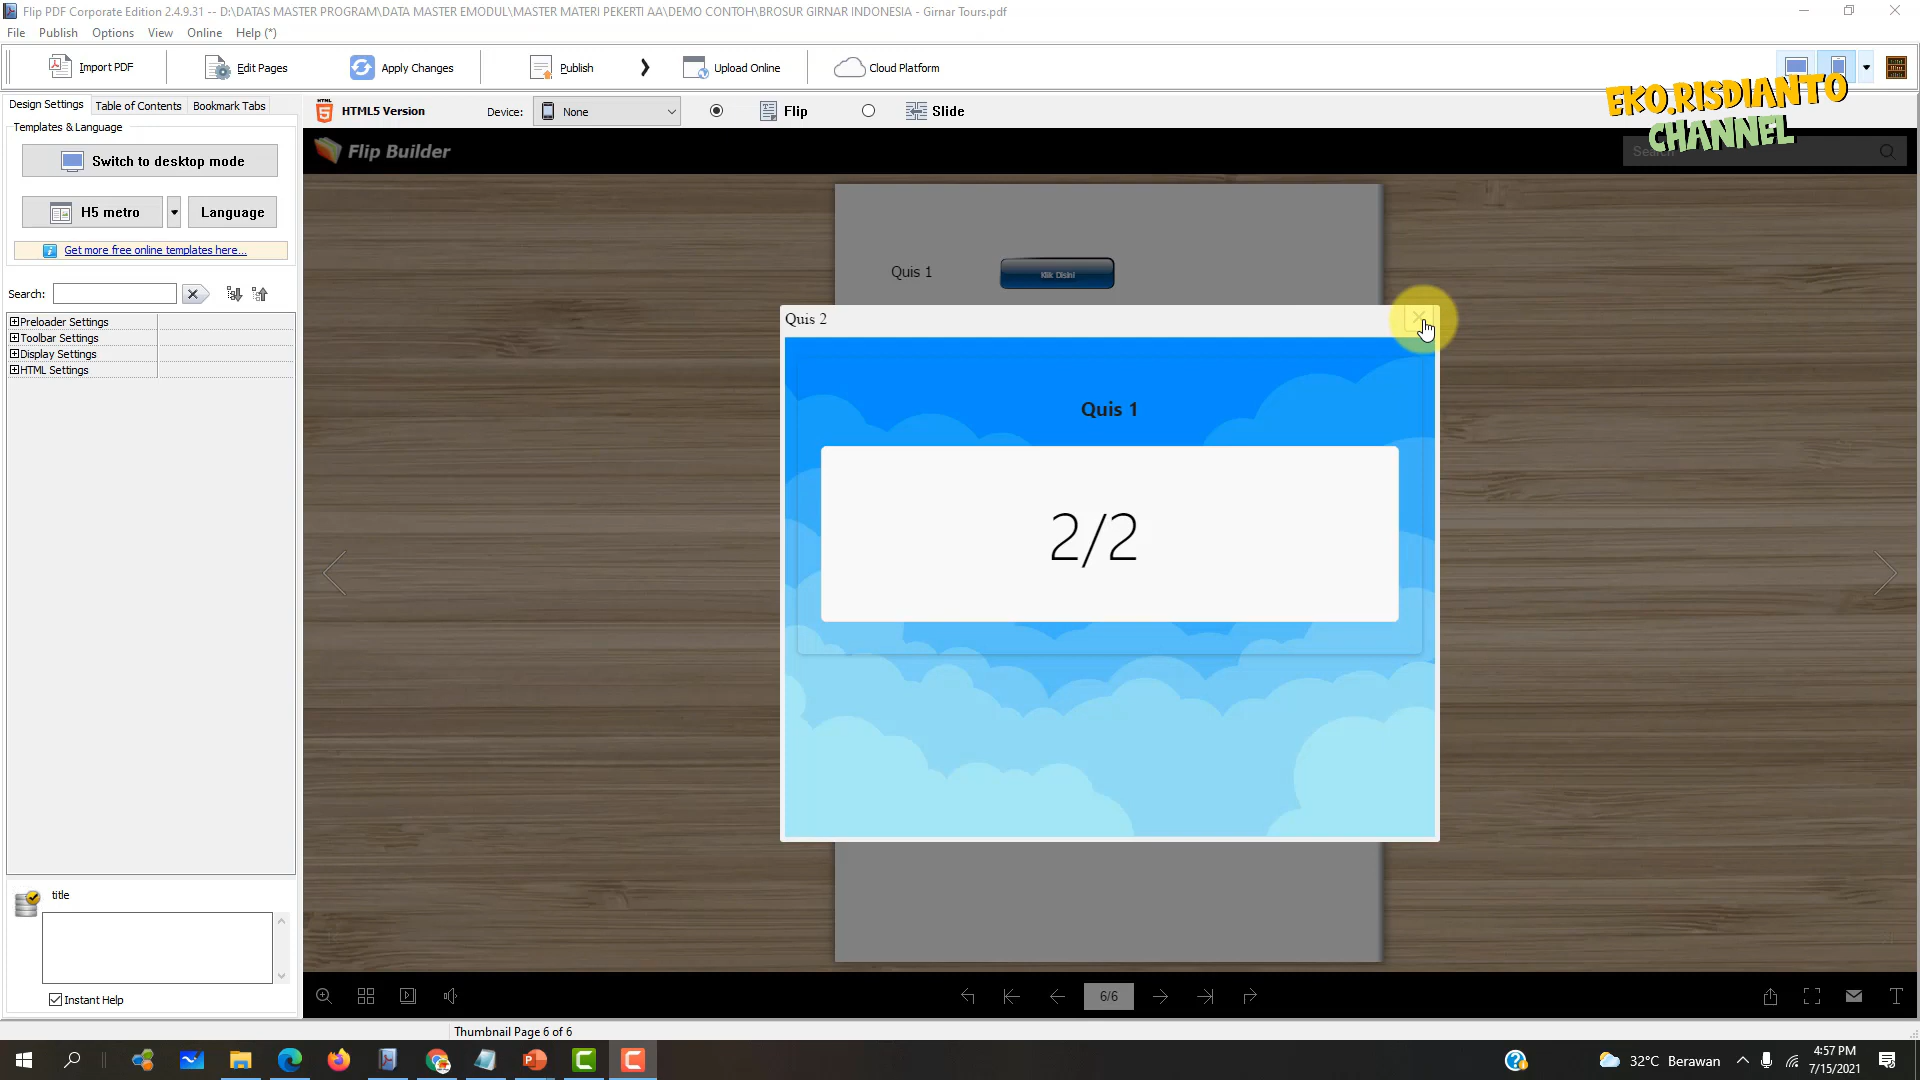 Flip PDF Corporate Edition 2.4.9.31 -- D:\DATAS MASTER PROGRAM\DATA MASTER EMODUL\MASTER MATERI PEKERTI AA\DEMO CONTOH\BROSUR GIRNAR INDONESIA - Girnar Tours.pdf
File Publish Options View Online Help (*)
Import PDF Edit Pages Apply Changes Publish Upload Online Cloud Platform
EKO.RISDIANTO
CHANNEL
Design Settings Table of Contents Bookmark Tabs
HTML HTML5 Version Device: None Flip Slide
Templates & Language
Switch to desktop mode
Flip Builder
Search
H5 metro Language
Get more free online templates here...
Search:
Preloader Settings
Toolbar Settings
Display Settings
HTML Settings
Quis 1 Klik Disini
Quis 2
Quis 1
2/2
title
Instant Help
6/6
Thumbnail Page 6 of 6
32°C Berawan
4:57 PM
7/15/2021